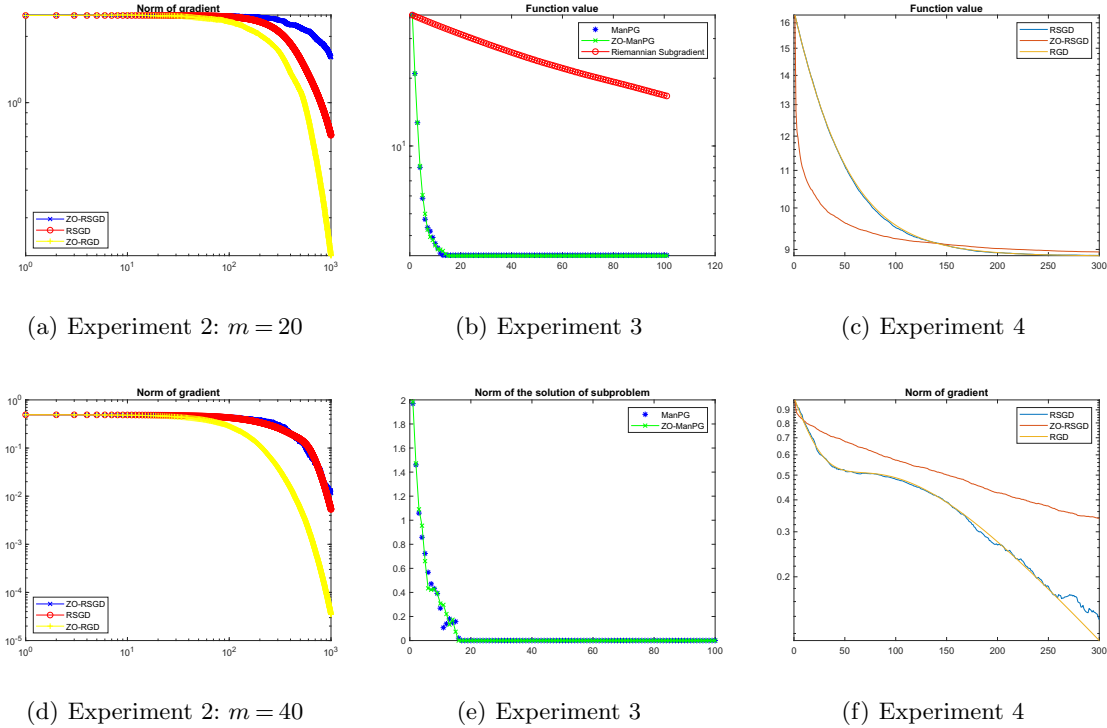 Norm of gradient
10^0
ZO-RSGD
RSGD
ZO-RGD
10^0 10^1 10^2 10^3
(a) Experiment 2: m = 20
Function value
ManPG
ZO-ManPG
Riemannian Subgradient
10^1
0 20 40 60 80 100 120
(b) Experiment 3
Function value
16
15
14
13
12
11
10
9
RSGD
ZO-RSGD
RGD
0 50 100 150 200 250 300
(c) Experiment 4
Norm of gradient
10^0
10^-1
10^-2
10^-3
10^-4
10^-5
ZO-RSGD
RSGD
ZO-RGD
10^0 10^1 10^2 10^3
(d) Experiment 2: m = 40
Norm of the solution of subproblem
2
1.8
1.6
1.4
1.2
1
0.8
0.6
0.4
0.2
0
ManPG
ZO-ManPG
0 20 40 60 80 100
(e) Experiment 3
Norm of gradient
0.9
0.8
0.7
0.6
0.5
0.4
0.3
0.2
RSGD
ZO-RSGD
RGD
0 50 100 150 200 250 300
(f) Experiment 4